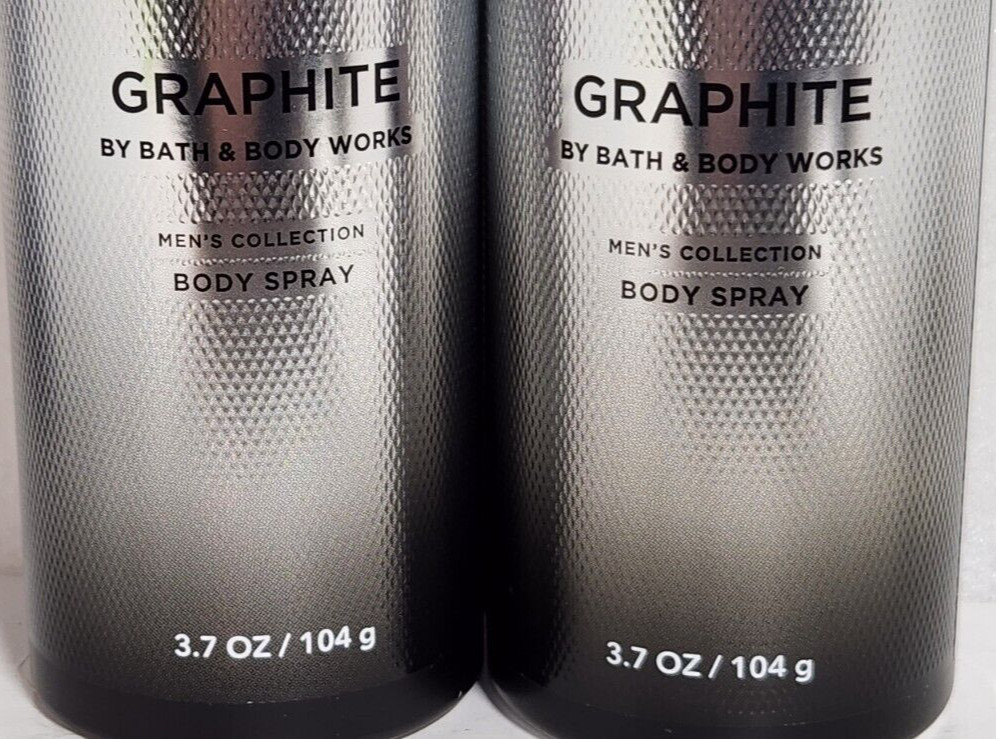 GRAPHITE
BY BATH & BODY WORKS
MEN'S COLLECTION
BODY SPRAY
3.7 OZ / 104 g
GRAPHITE
BY BATH & BODY WORKS
MEN'S COLLECTION
BODY SPRAY
3.7 OZ / 104 g